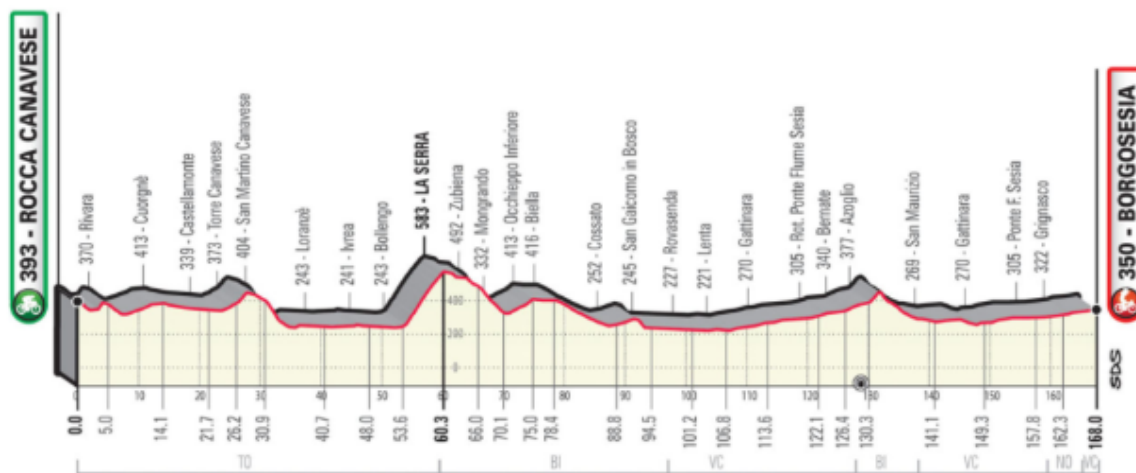 393 - ROCCA CANAVESE
370 - Rivara
413 - Cuorgnè
339 - Castellamonte
373 - Torre Canavese
404 - San Martino Canavese
243 - Loranzè
241 - Ivrea
243 - Bollengo
583 - LA SERRA
492 - Zubiena
332 - Mongrando
413 - Occhieppo Inferiore
416 - Biella
252 - Cossato
245 - San Gaicomo in Bosco
227 - Rovasenda
221 - Lenta
270 - Gattinara
305 - Rot. Ponte Fiume Sesia
340 - Bernate
377 - Azoglio
269 - San Maurizio
270 - Gattinara
305 - Ponte F. Sesia
322 - Grignasco
350 - BORGOSESIA
400
200
0
SDS
0 10 20 30 40 50 60 70 80 90 100 110 120 130 140 150 160
0.0 5.0 14.1 21.7 26.2 30.9 40.7 48.0 53.6 60.3 66.0 70.1 75.0 78.4 88.8 94.5 101.2 106.8 113.6 122.1 126.4 130.3 141.1 149.3 157.8 162.3 168.0
TO BI VC BI VC NO VC